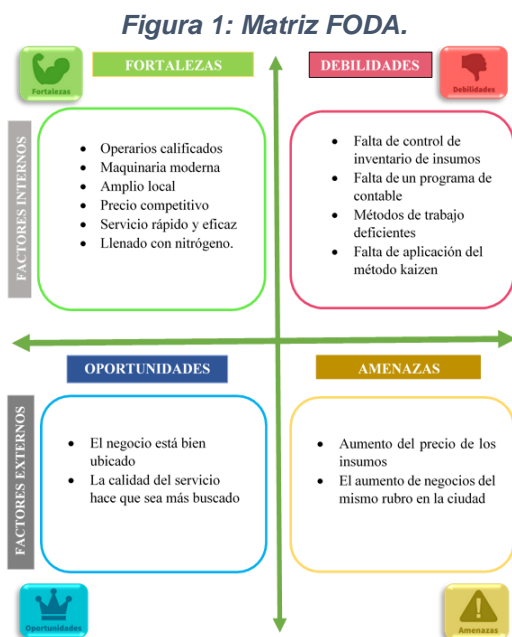 Figura 1: Matriz FODA.
FORTALEZAS
Fortalezas
DEBILIDADES
Debilidades
FACTORES INTERNOS
• Operarios calificados
• Maquinaria moderna
• Amplio local
• Precio competitivo
• Servicio rápido y eficaz
• Llenado con nitrógeno.
• Falta de control de
inventario de insumos
• Falta de un programa de
contable
• Métodos de trabajo
deficientes
• Falta de aplicación del
método kaizen
OPORTUNIDADES
AMENAZAS
FACTORES EXTERNOS
• El negocio está bien
ubicado
• La calidad del servicio
hace que sea más buscado
• Aumento del precio de los
insumos
• El aumento de negocios del
mismo rubro en la ciudad
Oportunidades
Amenazas